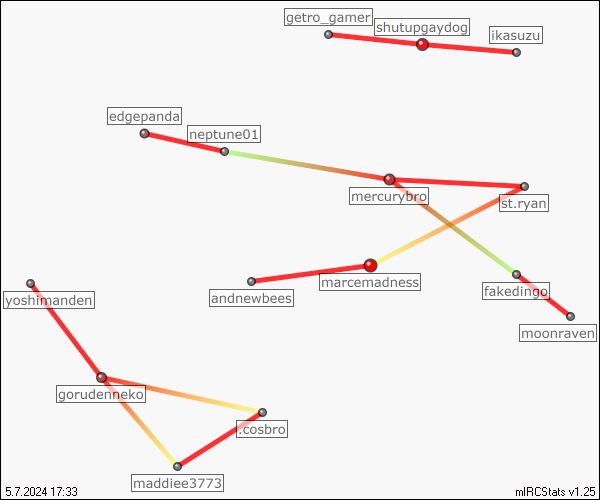 getro_gamer
shutupgaydog
ikasuzu
edgepanda
neptune01
mercurybro
st.ryan
marcemadness
andnewbees
fakedingo
yoshimanden
moonraven
gorudenneko
.cosbro
maddiee3773
5.7.2024 17:33
mIRCStats v1.25